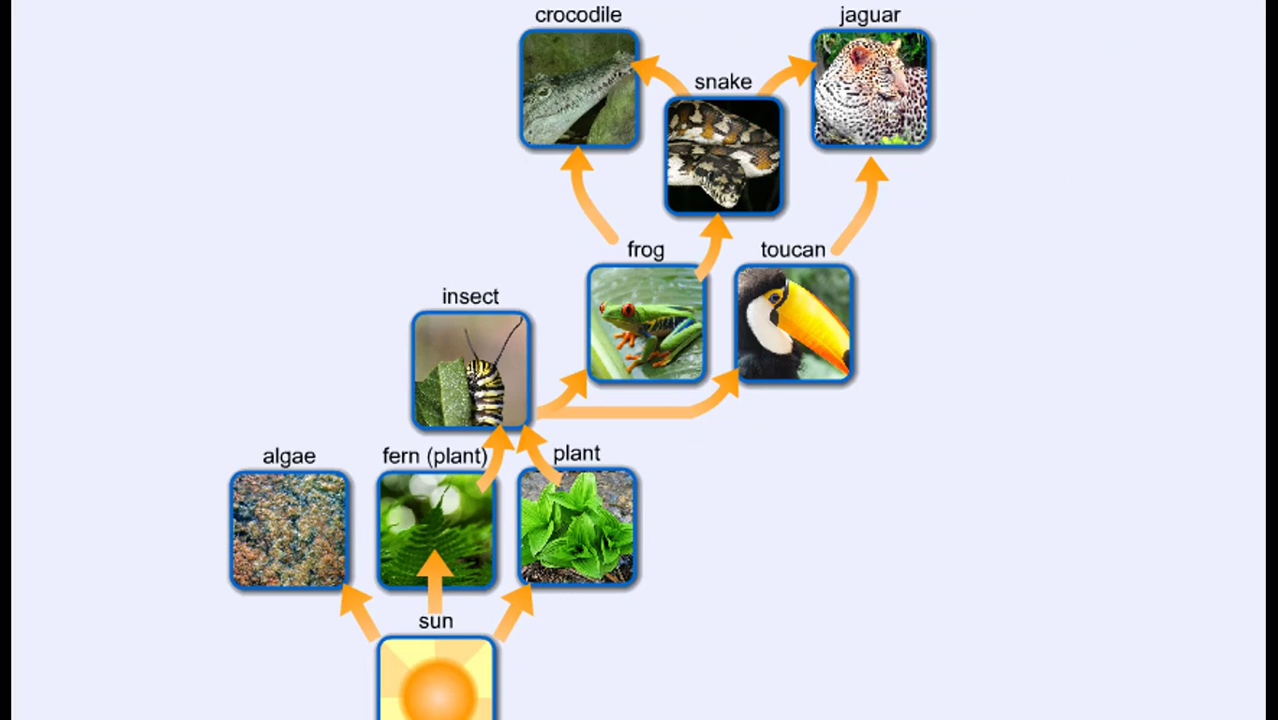 crocodile
jaguar
snake
frog
toucan
insect
algae
fern (plant)
plant
sun